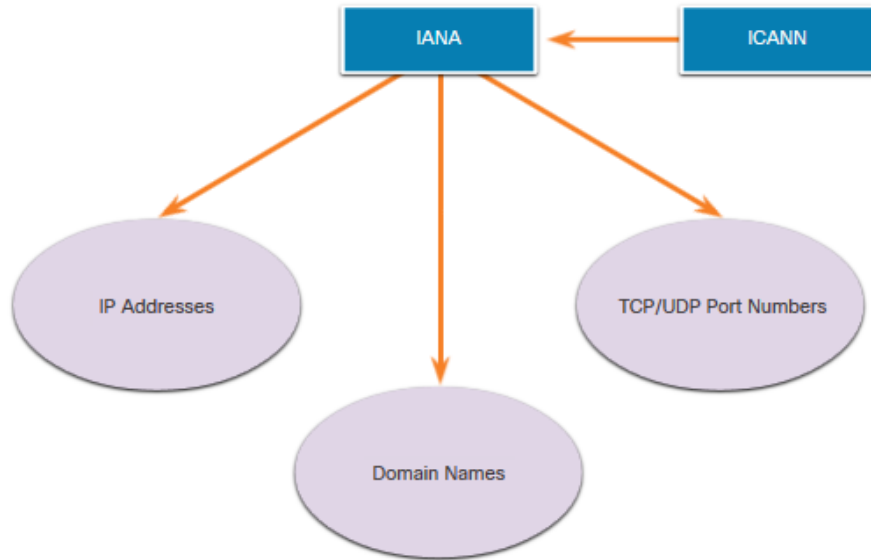 IANA
ICANN
IP Addresses
TCP/UDP Port Numbers
Domain Names